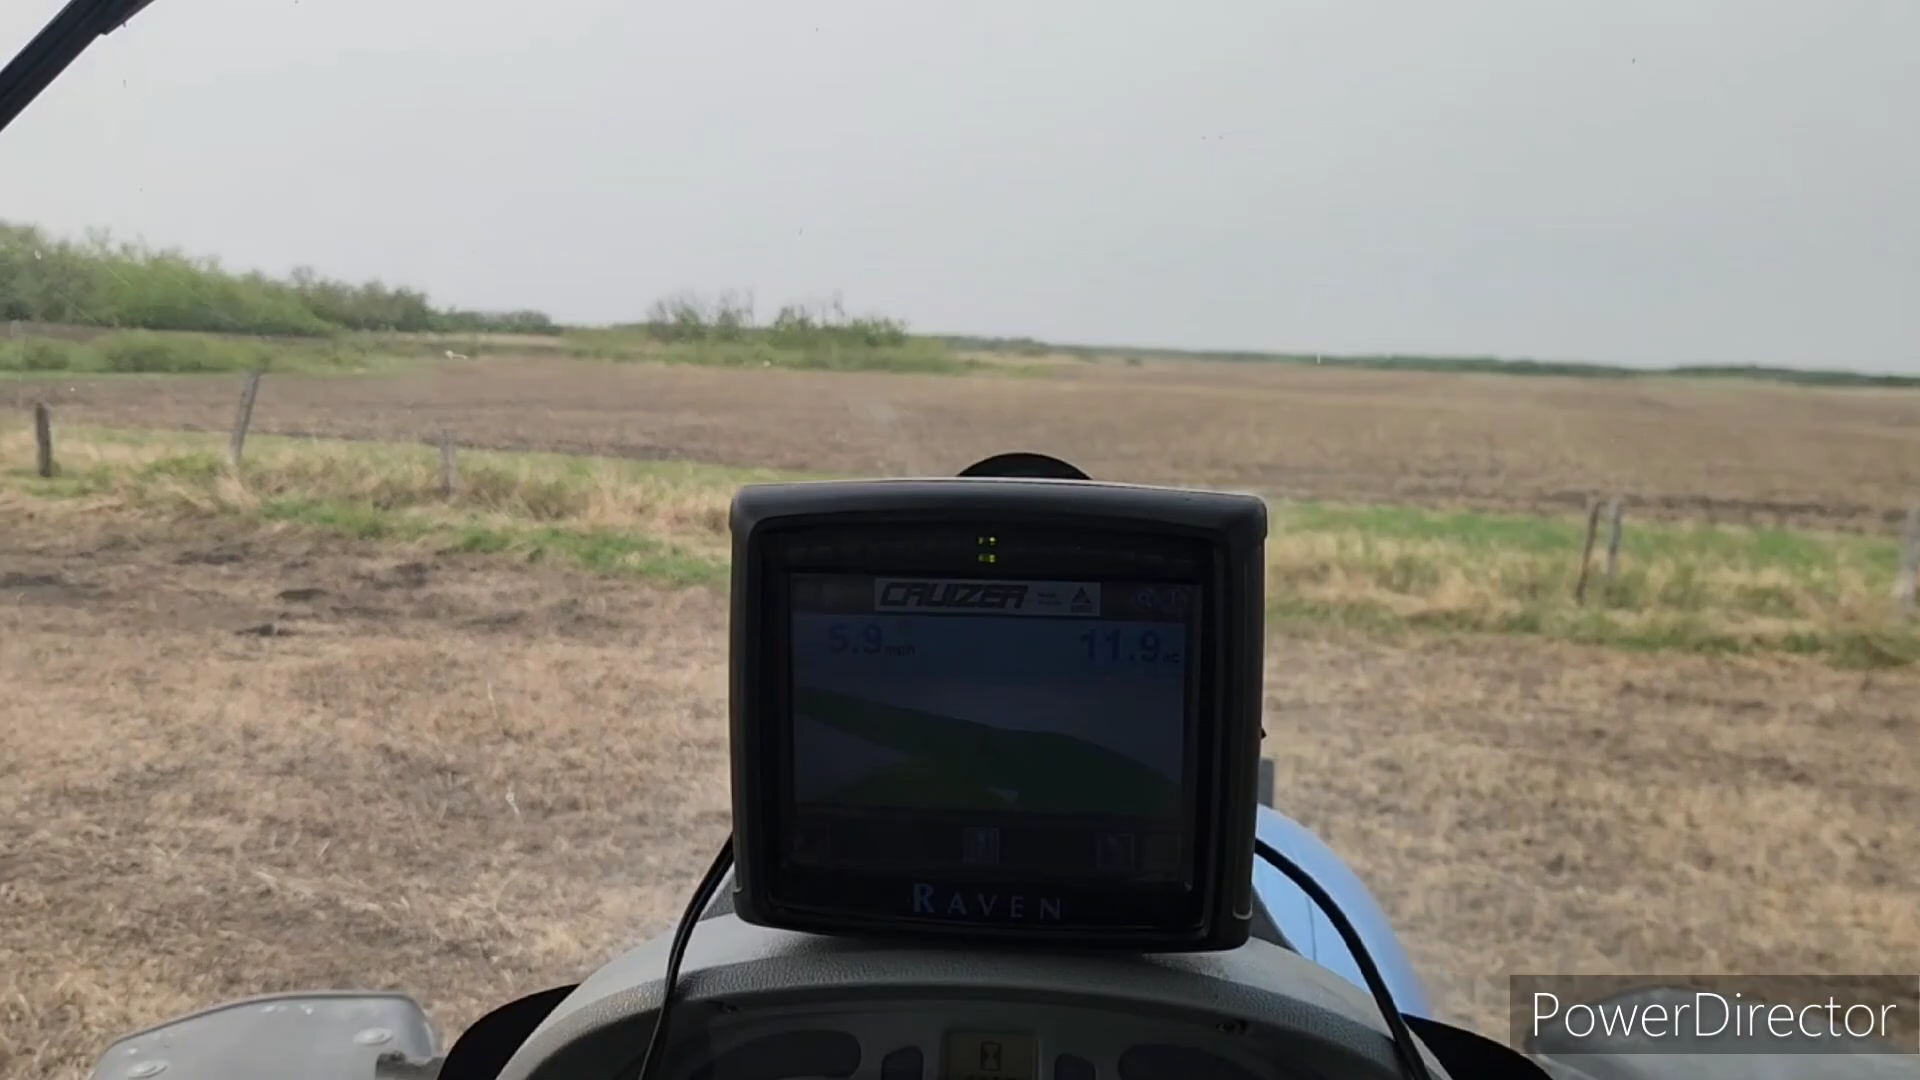 CRUIZER
5.9 mph
11.9 ac
RAVEN
PowerDirector